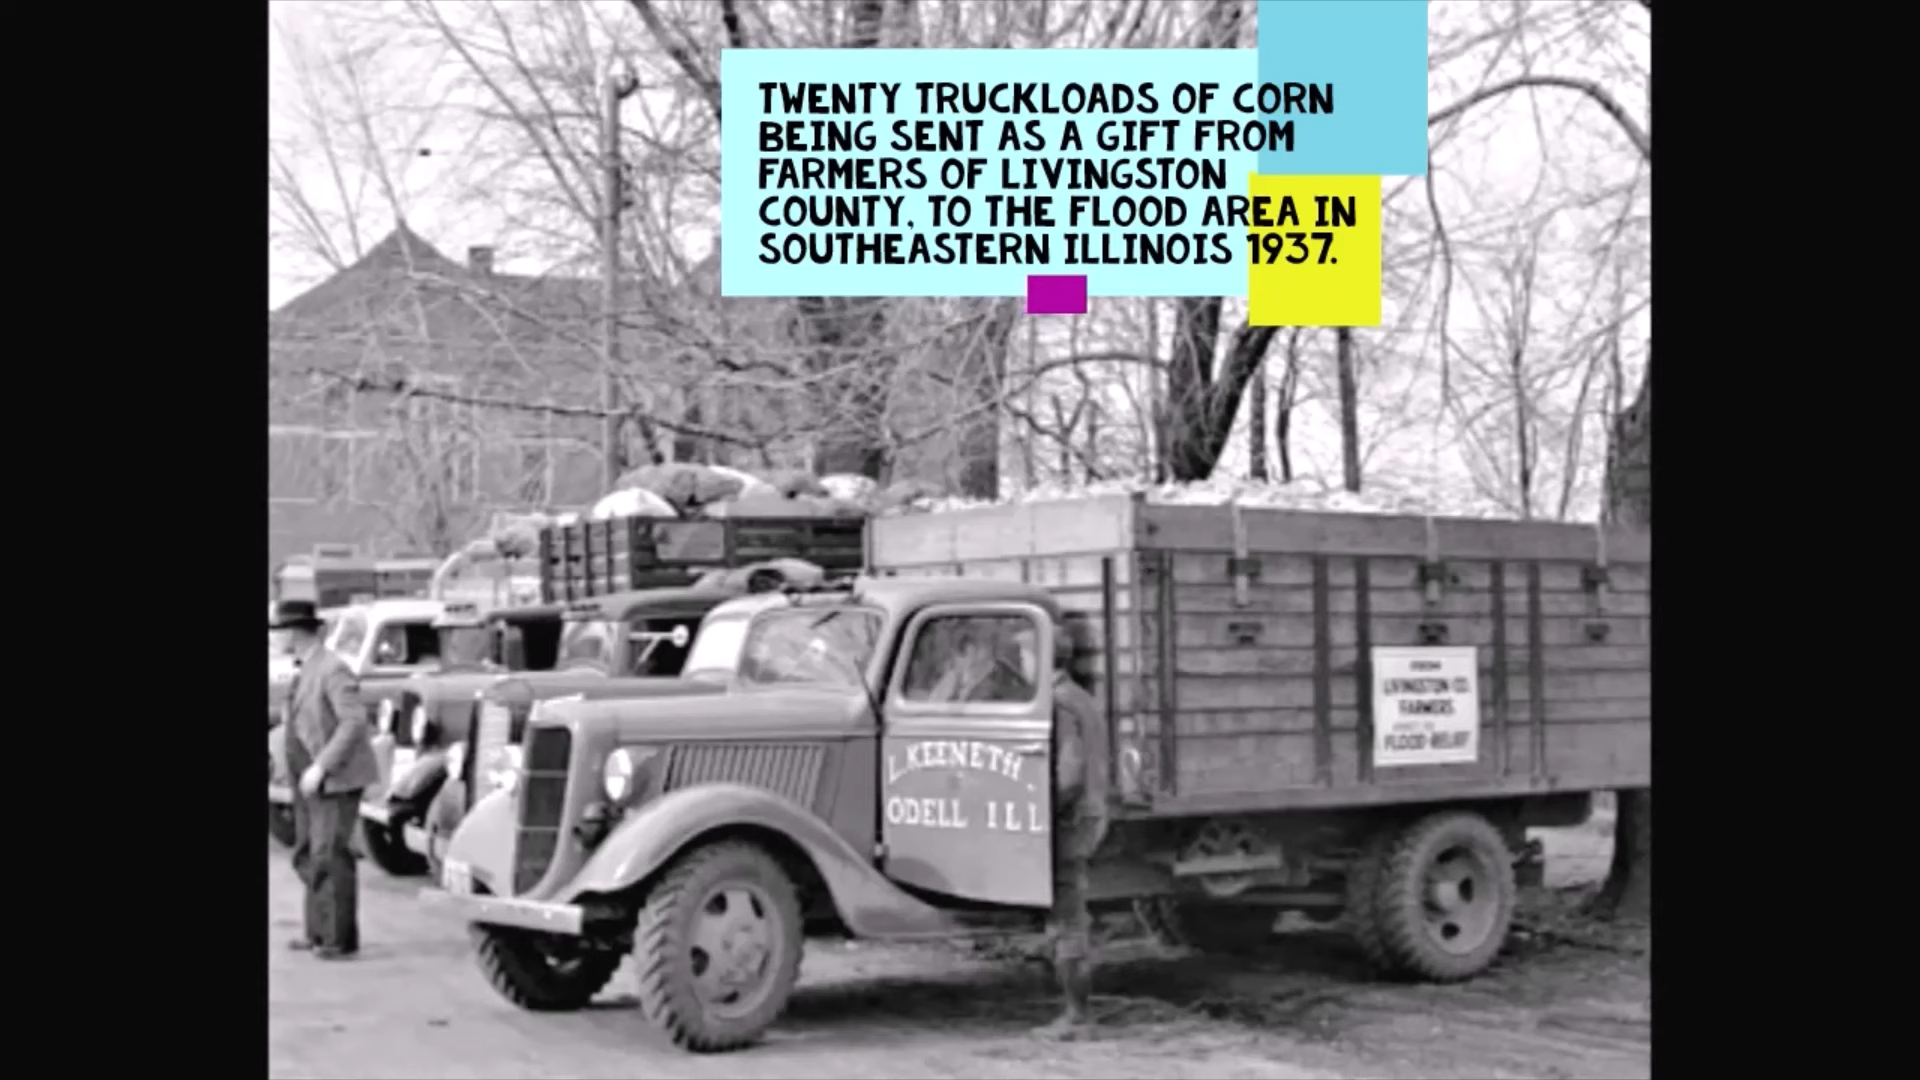 TWENTY TRUCKLOADS OF CORN
BEING SENT AS A GIFT FROM
FARMERS OF LIVINGSTON
COUNTY, TO THE FLOOD AREA IN
SOUTHEASTERN ILLINOIS 1937.
L.KEENETH.
ODELL ILL
FROM
LIVINGSTON CO.
FARMERS
FLOOD RELIEF